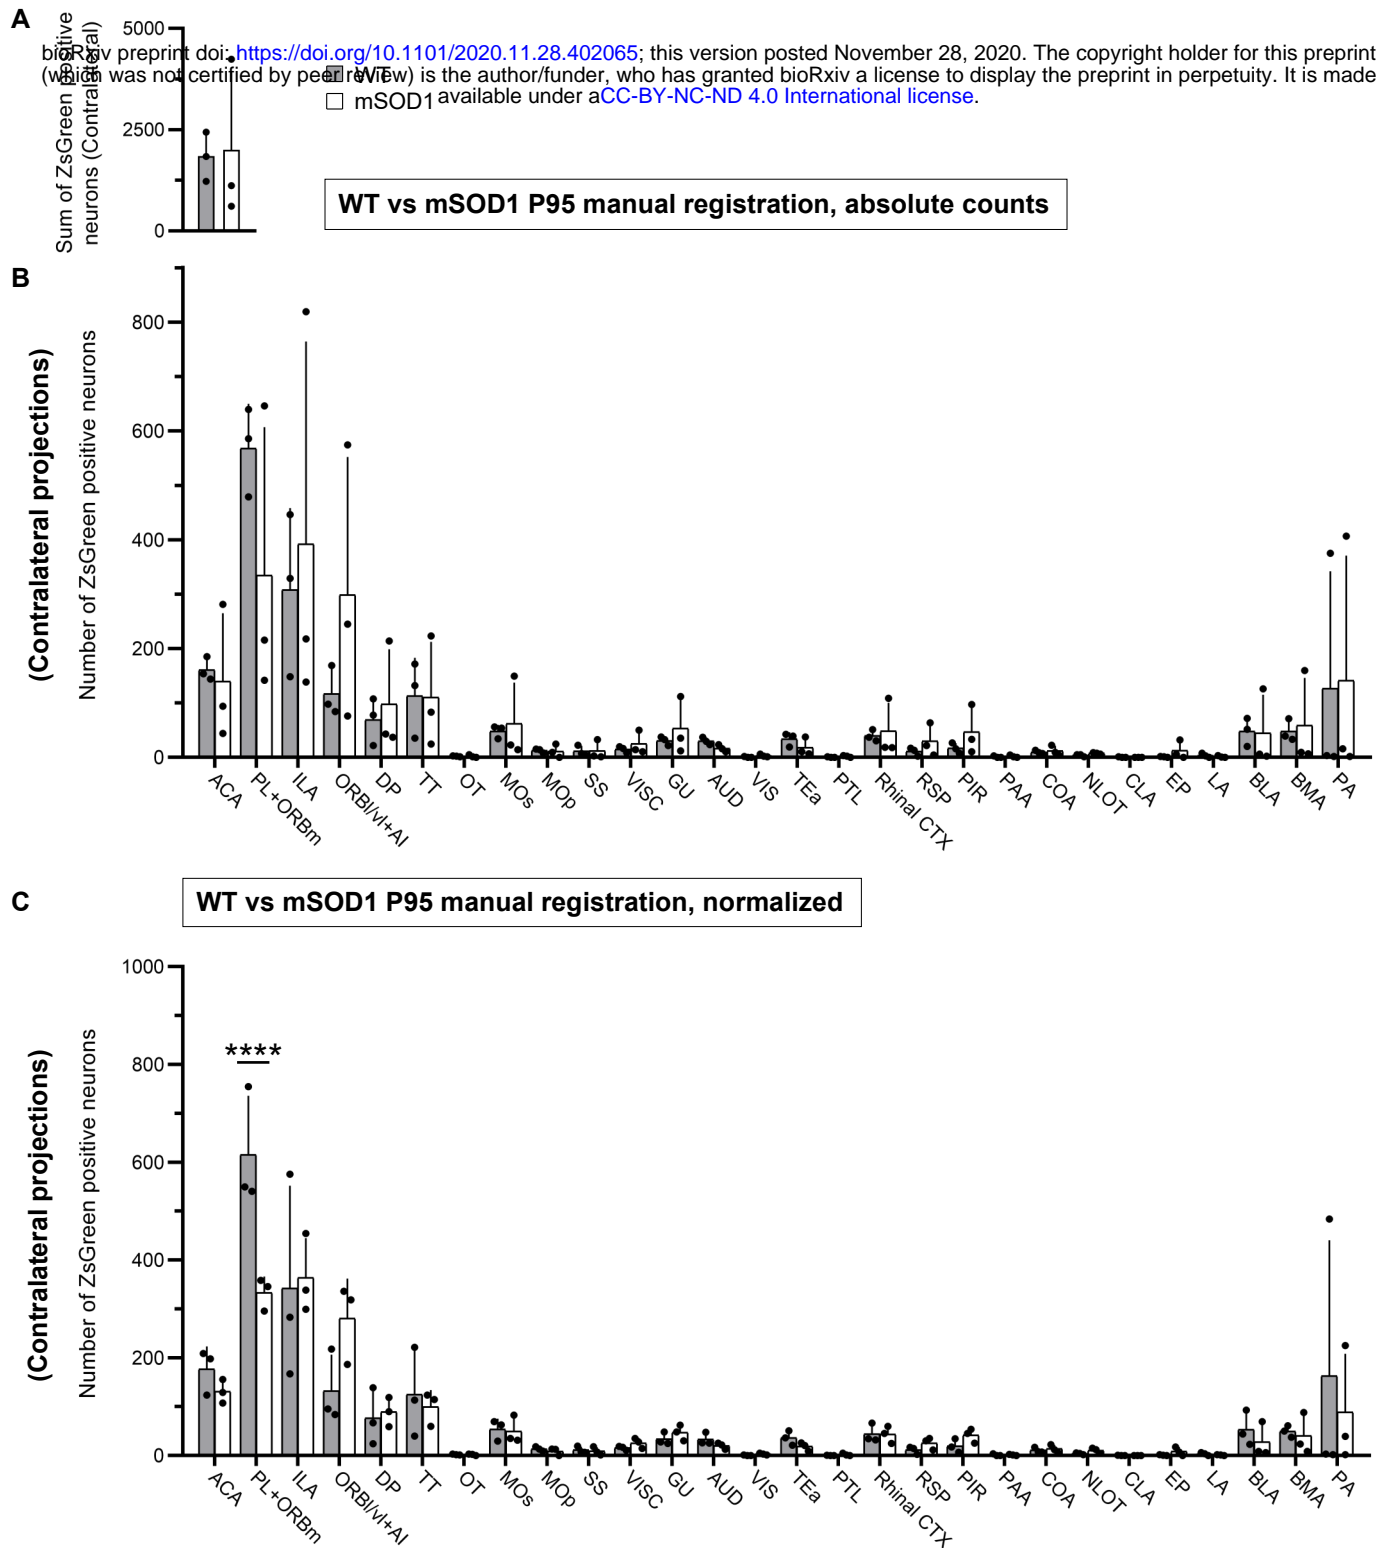 A
5000
2500
0
Sum of ZsGreen positive
neurons (Contralateral)
bioRxiv preprint doi: https://doi.org/10.1101/2020.11.28.402065; this version posted November 28, 2020. The copyright holder for this preprint
(which was not certified by peer review) is the author/funder, who has granted bioRxiv a license to display the preprint in perpetuity. It is made
available under aCC-BY-NC-ND 4.0 International license.
WT
mSOD1
WT vs mSOD1 P95 manual registration, absolute counts
B
(Contralateral projections)
Number of ZsGreen positive neurons
800
600
400
200
0
ACA
PL+ORBm
ILA
ORBl/vl+AI
DP
TT
OT
MOs
MOp
SS
VISC
GU
AUD
VIS
TEa
PTL
Rhinal CTX
RSP
PIR
PAA
COA
NLOT
CLA
EP
LA
BLA
BMA
PA
C
WT vs mSOD1 P95 manual registration, normalized
(Contralateral projections)
Number of ZsGreen positive neurons
1000
800
600
400
200
0
****
ACA
PL+ORBm
ILA
ORBl/vl+AI
DP
TT
OT
MOs
MOp
SS
VISC
GU
AUD
VIS
TEa
PTL
Rhinal CTX
RSP
PIR
PAA
COA
NLOT
CLA
EP
LA
BLA
BMA
PA